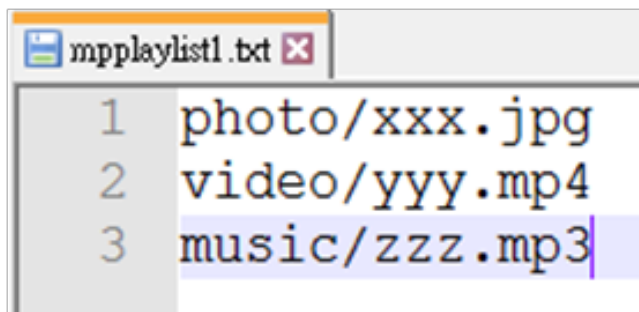 mpplaylist1.txt
1 photo/xxx.jpg
2 video/yyy.mp4
3 music/zzz.mp3